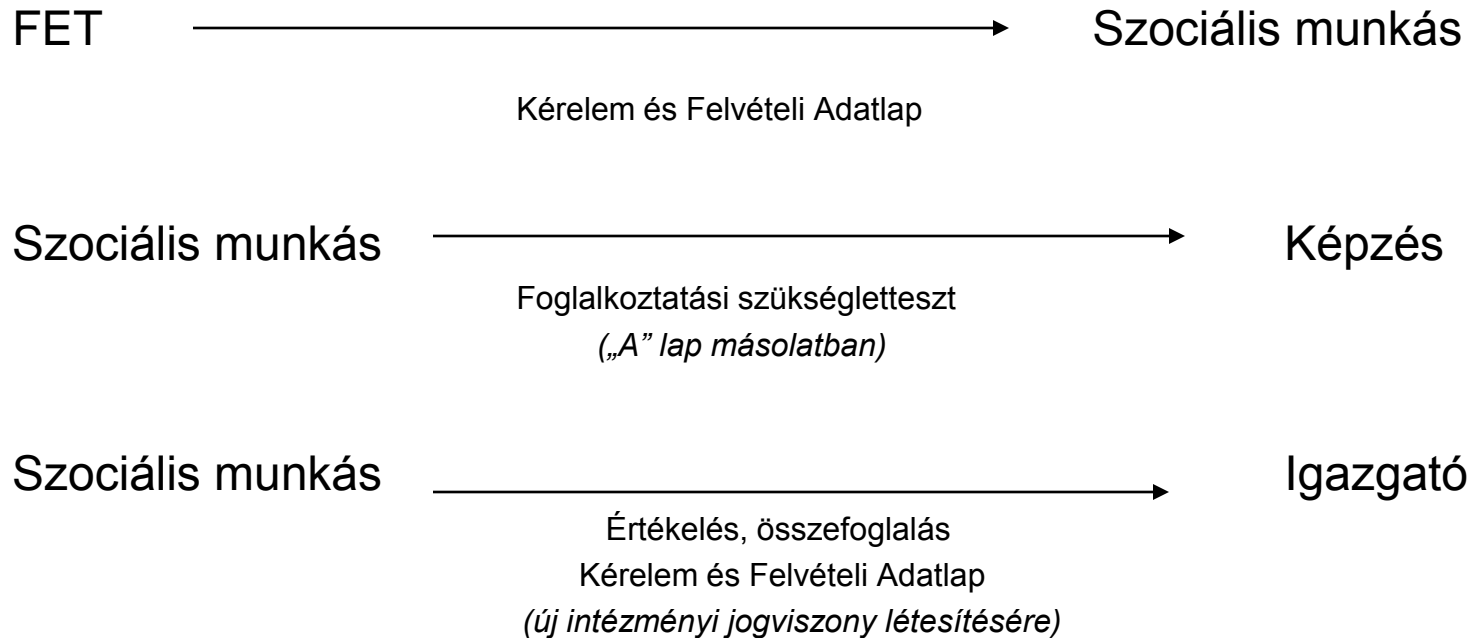 FET Szociális munkás
Kérelem és Felvételi Adatlap
Szociális munkás Képzés
Foglalkoztatási szükségletteszt
(„A” lap másolatban)
Szociális munkás Igazgató
Értékelés, összefoglalás
Kérelem és Felvételi Adatlap
(új intézményi jogviszony létesítésére)